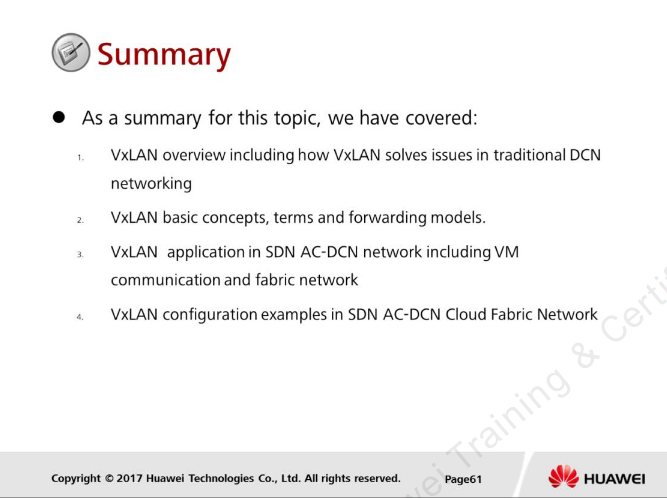 Summary
As a summary for this topic, we have covered:
1. VxLAN overview including how VxLAN solves issues in traditional DCN
networking
2. VxLAN basic concepts, terms and forwarding models.
3. VxLAN application in SDN AC-DCN network including VM
communication and fabric network
4. VxLAN configuration examples in SDN AC-DCN Cloud Fabric Network
Training &
Copyright © 2017 Huawei Technologies Co., Ltd. All rights reserved.
Page61
HUAWEI